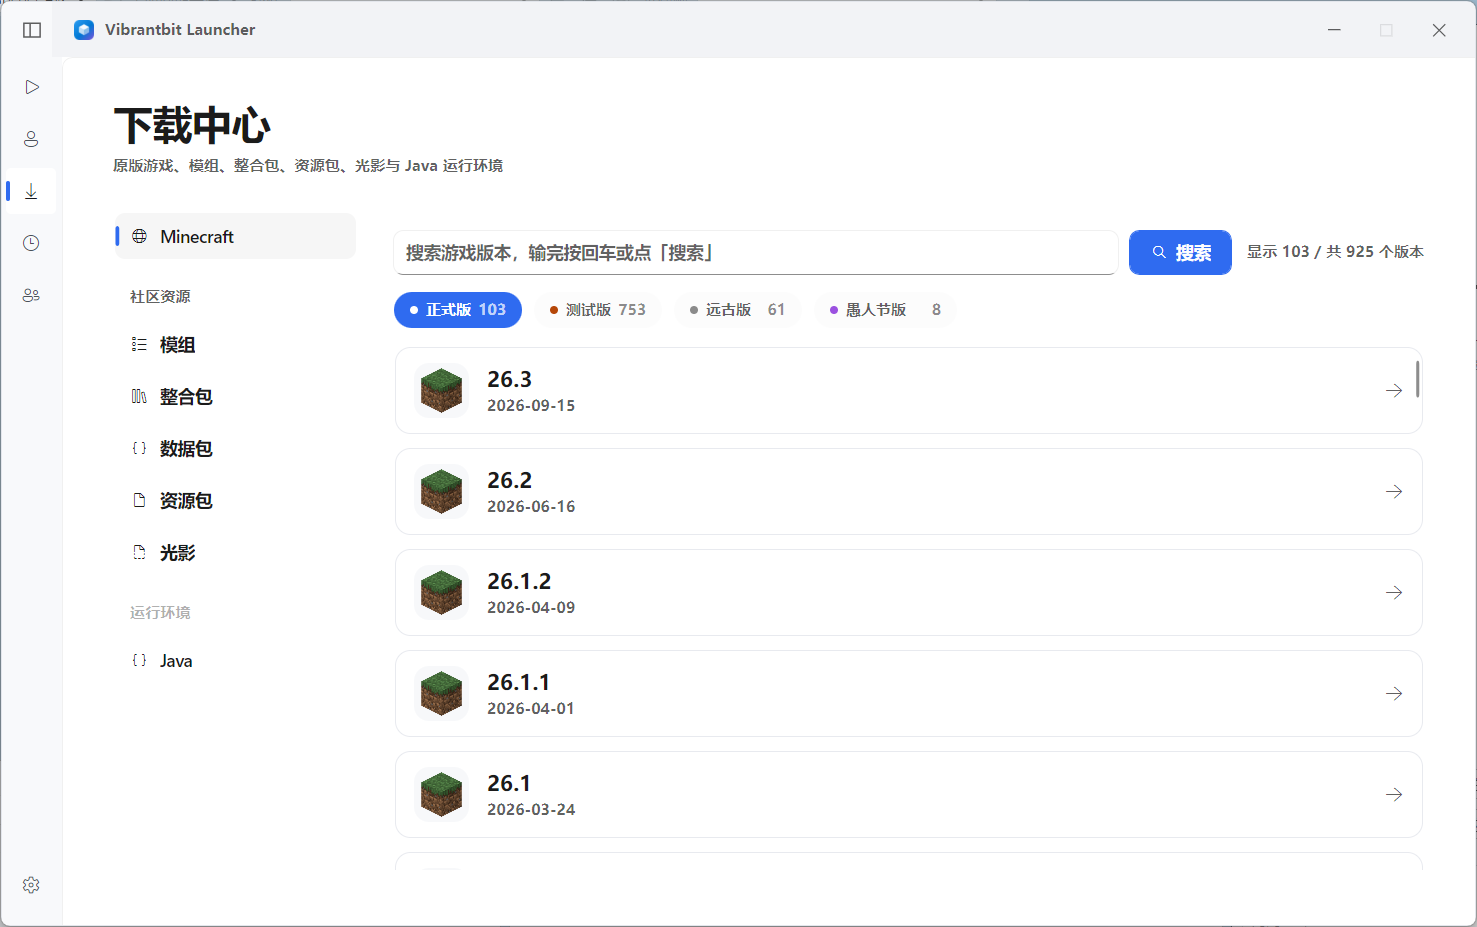 Vibrantbit Launcher
下载中心
原版游戏、模组、整合包、资源包、光影与 Java 运行环境
Minecraft
社区资源
模组
整合包
数据包
资源包
光影
运行环境
Java
搜索游戏版本，输完按回车或点「搜索」
搜索
显示 103 / 共 925 个版本
正式版 103
测试版 753
远古版 61
愚人节版 8
26.3
2026-09-15
26.2
2026-06-16
26.1.2
2026-04-09
26.1.1
2026-04-01
26.1
2026-03-24